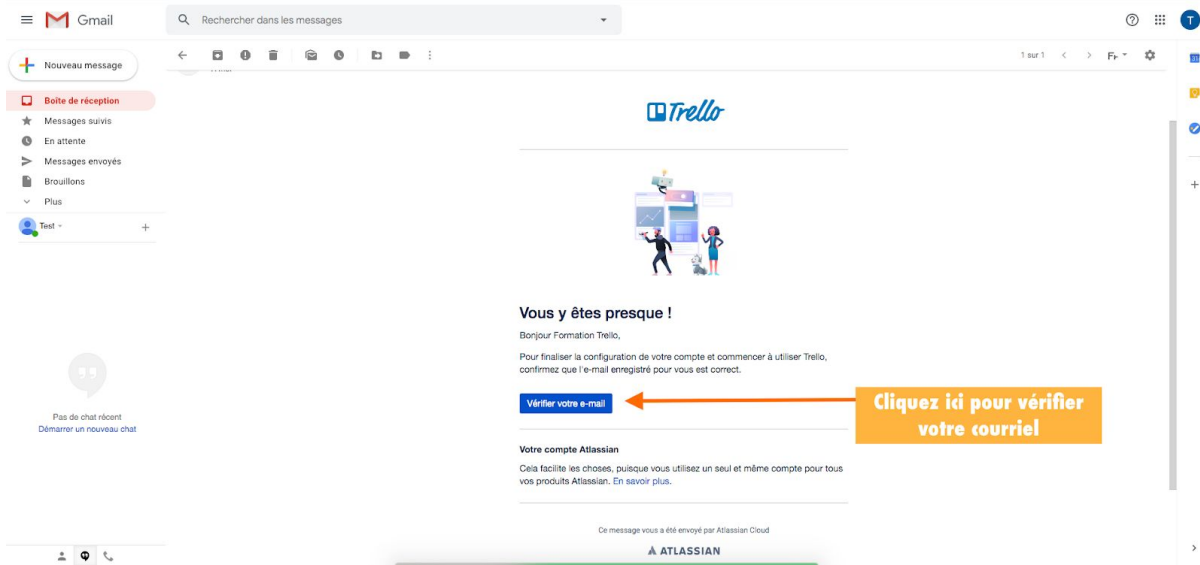 Gmail
Rechercher dans les messages
T
Nouveau message
1 sur 1
Fr
31
Boîte de réception
Messages suivis
En attente
Messages envoyés
Brouillons
Plus
Test
Trello
Vous y êtes presque !
Bonjour Formation Trello,
Pour finaliser la configuration de votre compte et commencer à utiliser Trello,
confirmez que l'e-mail enregistré pour vous est correct.
Vérifier votre e-mail
Cliquez ici pour vérifier
votre courriel
Pas de chat récent
Démarrer un nouveau chat
Votre compte Atlassian
Cela facilite les choses, puisque vous utilisez un seul et même compte pour tous
vos produits Atlassian. En savoir plus.
Ce message vous a été envoyé par Atlassian Cloud
ATLASSIAN